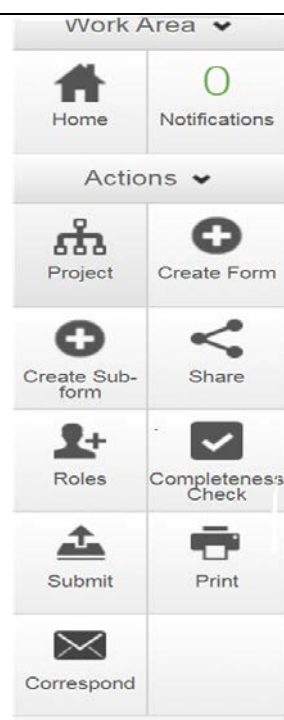 Work Area
0
Home Notifications
Actions
Project Create Form
Create Sub-
form
Share
Roles Completeness
Check
Submit Print
Correspond